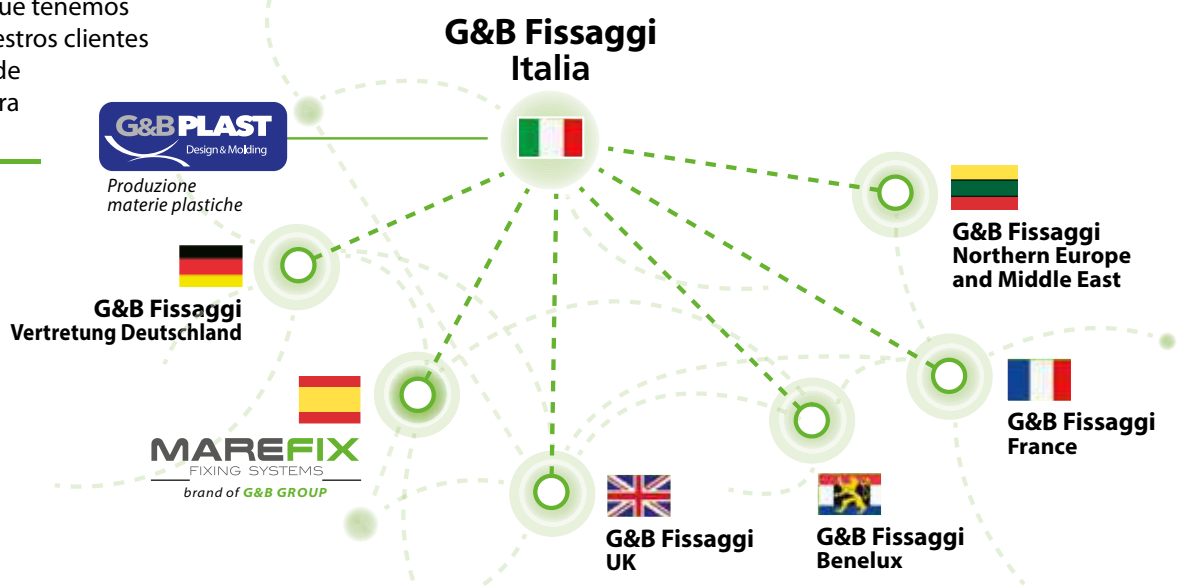 ue tenemos
estros clientes
de
ra
G&B Fissaggi
Italia
G&B PLAST
Design & Molding
Produzione
materie plastiche
G&B Fissaggi
Vertretung Deutschland
MAREFIX
FIXING SYSTEMS
brand of G&B GROUP
G&B Fissaggi
UK
G&B Fissaggi
Benelux
G&B Fissaggi
France
G&B Fissaggi
Northern Europe
and Middle East